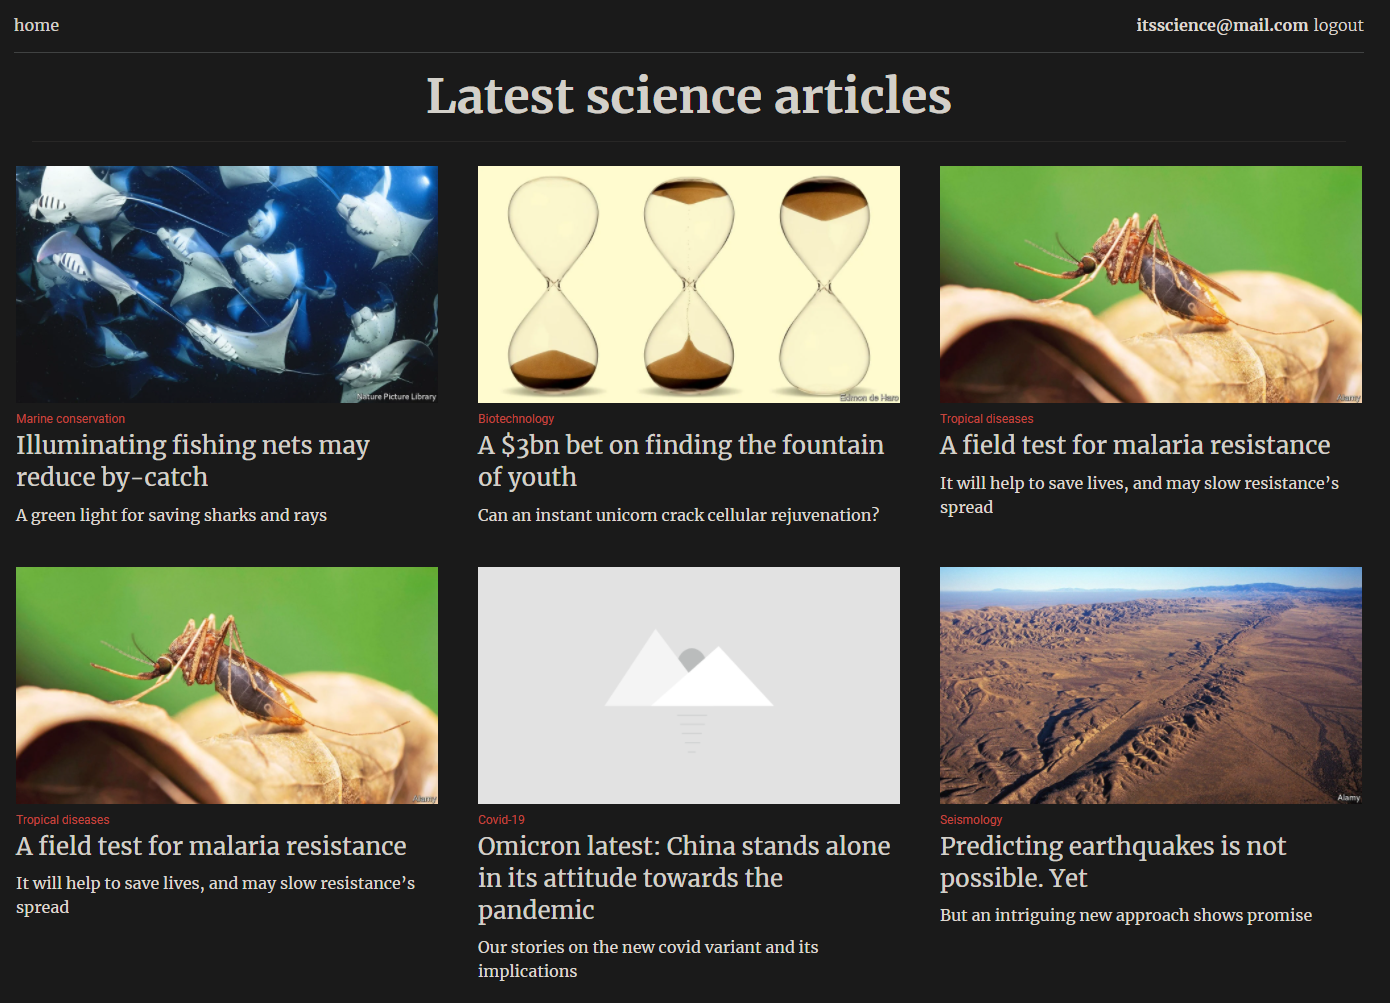 home
itsscience@mail.com logout
Latest science articles
Nature Picture Library
Edmon de Haro
Alamy
Marine conservation
Illuminating fishing nets may
reduce by-catch
A green light for saving sharks and rays
Biotechnology
A $3bn bet on finding the fountain
of youth
Can an instant unicorn crack cellular rejuvenation?
Tropical diseases
A field test for malaria resistance
It will help to save lives, and may slow resistance’s
spread
Alamy
Alamy
Tropical diseases
A field test for malaria resistance
It will help to save lives, and may slow resistance’s
spread
Covid-19
Omicron latest: China stands alone
in its attitude towards the
pandemic
Our stories on the new covid variant and its
implications
Seismology
Predicting earthquakes is not
possible. Yet
But an intriguing new approach shows promise